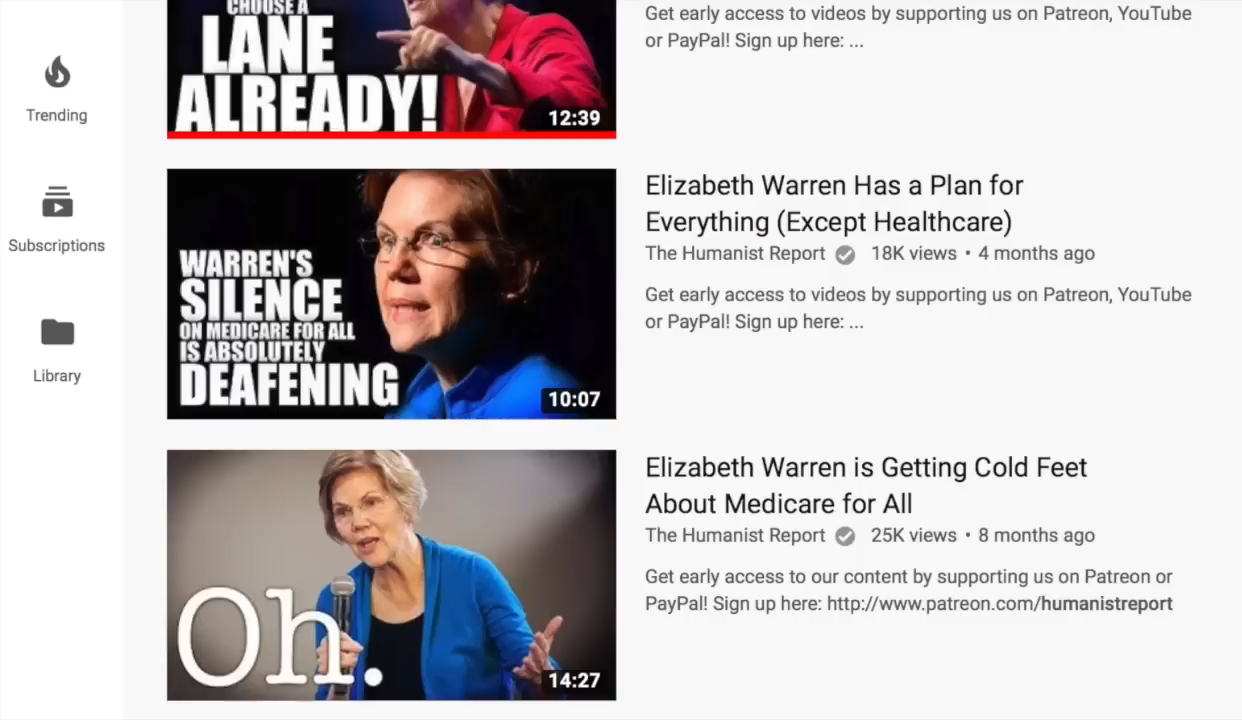 CHOOSE A
LANE
ALREADY!
12:39
Get early access to videos by supporting us on Patreon, YouTube
or PayPal! Sign up here: ...
Trending
Subscriptions
Library
WARREN'S
SILENCE
ON MEDICARE FOR ALL
IS ABSOLUTELY
DEAFENING
10:07
Elizabeth Warren Has a Plan for
Everything (Except Healthcare)
The Humanist Report 18K views • 4 months ago
Get early access to videos by supporting us on Patreon, YouTube
or PayPal! Sign up here: ...
Oh.
14:27
Elizabeth Warren is Getting Cold Feet
About Medicare for All
The Humanist Report 25K views • 8 months ago
Get early access to our content by supporting us on Patreon or
PayPal! Sign up here: http://www.patreon.com/humanistreport